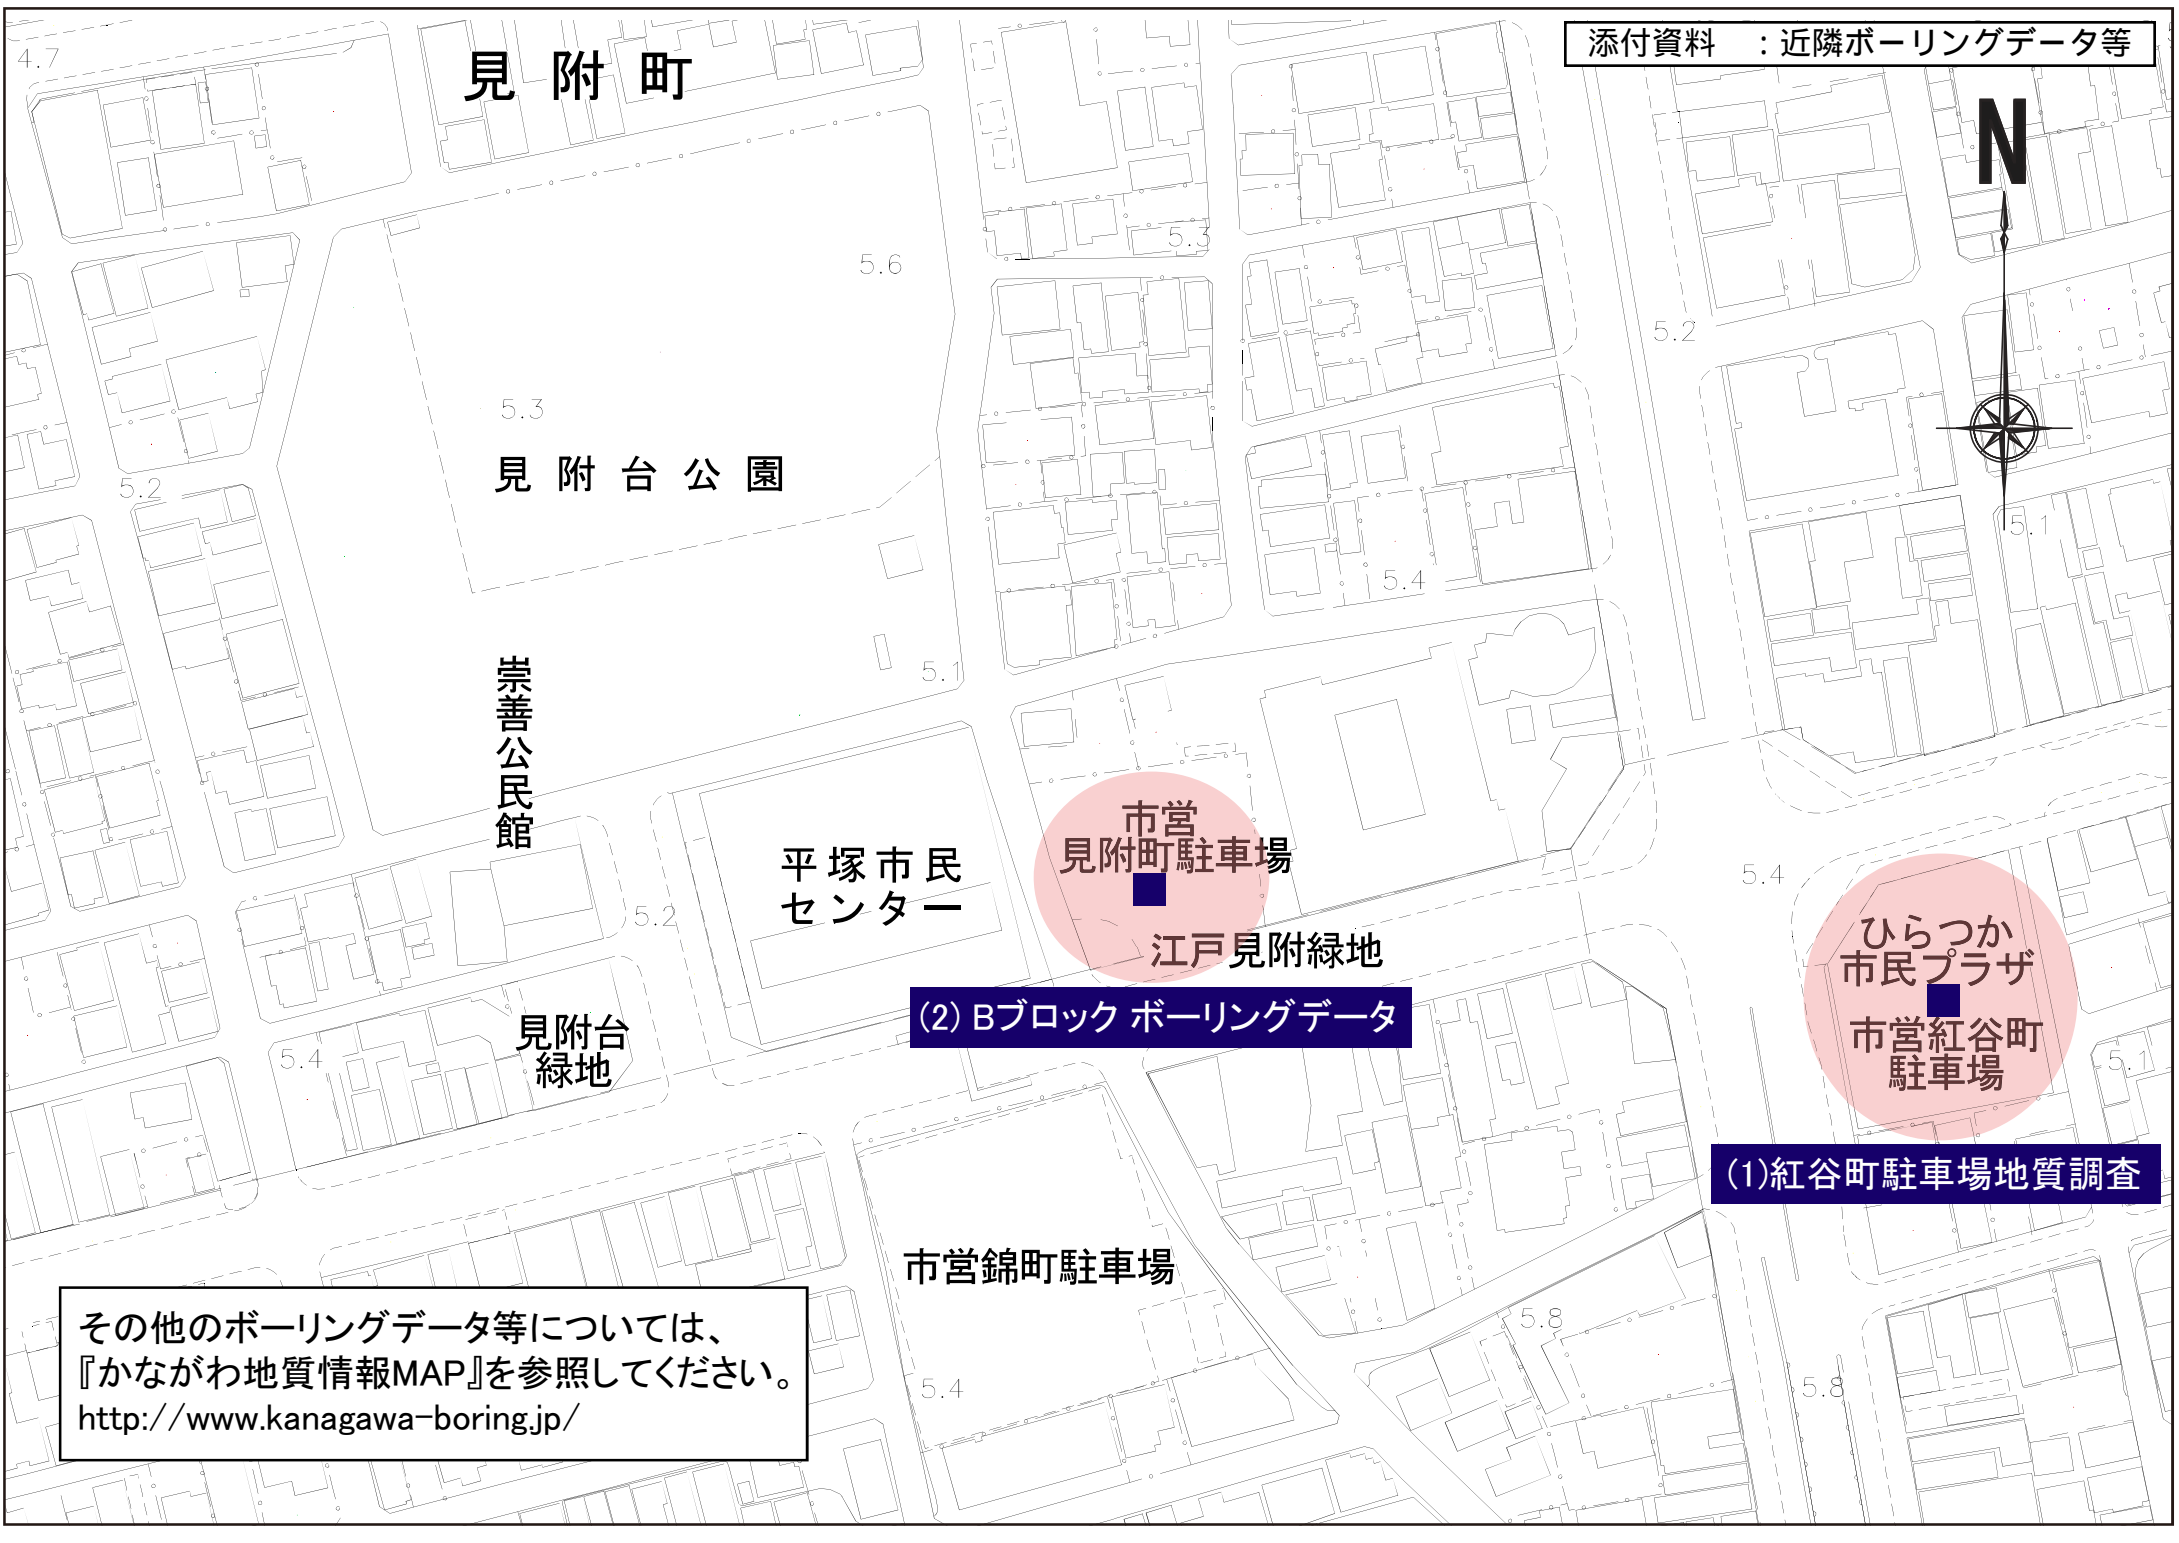 添付資料　：近隣ボーリングデータ等
4.7
見附町
N
5.6
5.3
5.2
5.3
見附台公園
5.2
5.1
5.4
5.1
崇善公民館
市営
見附町駐車場
平塚市民
センター
5.4
5.2
江戸見附緑地
ひらつか
市民プラザ
市営紅谷町
駐車場
(2) Bブロック ボーリングデータ
見附台
緑地
5.4
5.1
(1)紅谷町駐車場地質調査
市営錦町駐車場
5.8
5.8
5.4
その他のボーリングデータ等については、
『かながわ地質情報MAP』を参照してください。
http://www.kanagawa-boring.jp/